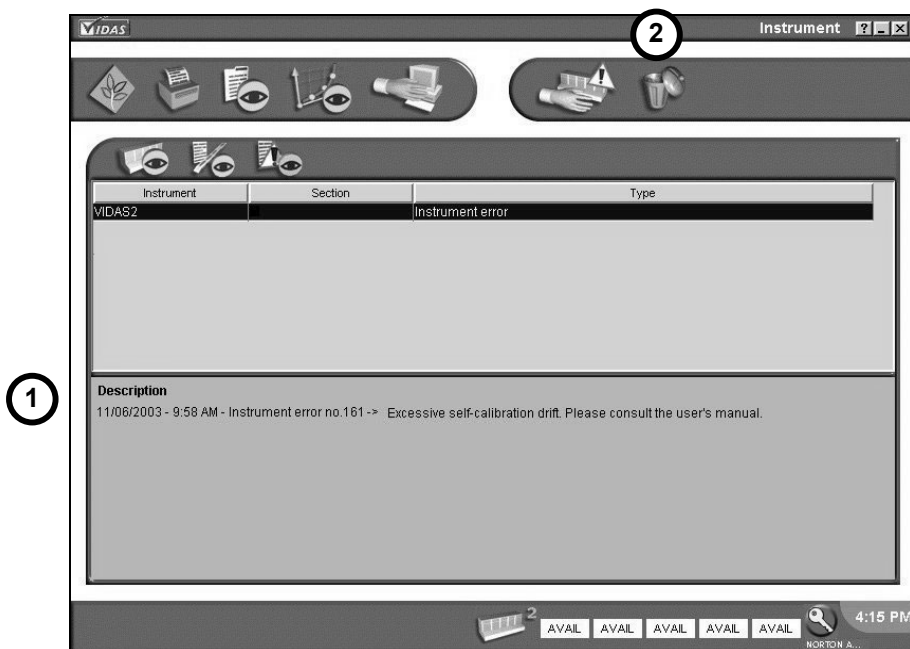 VIDAS
Instrument
2
Instrument Section Type
VIDAS2 Instrument error
1
Description
11/06/2003 - 9:58 AM - Instrument error no.161 -> Excessive self-calibration drift. Please consult the user's manual.
2
AVAIL AVAIL AVAIL AVAIL AVAIL
4:15 PM
NORTON A...